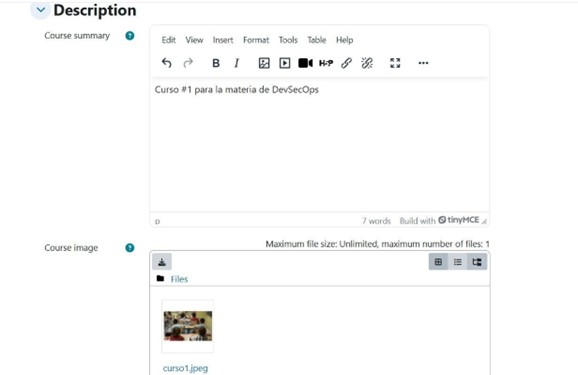 Description
Course summary
Edit View Insert Format Tools Table Help
B I H-P
Curso #1 para la materia de DevSecOps
p 7 words Build with tinyMCE
Course image
Maximum file size: Unlimited, maximum number of files: 1
Files
curso1.jpeg